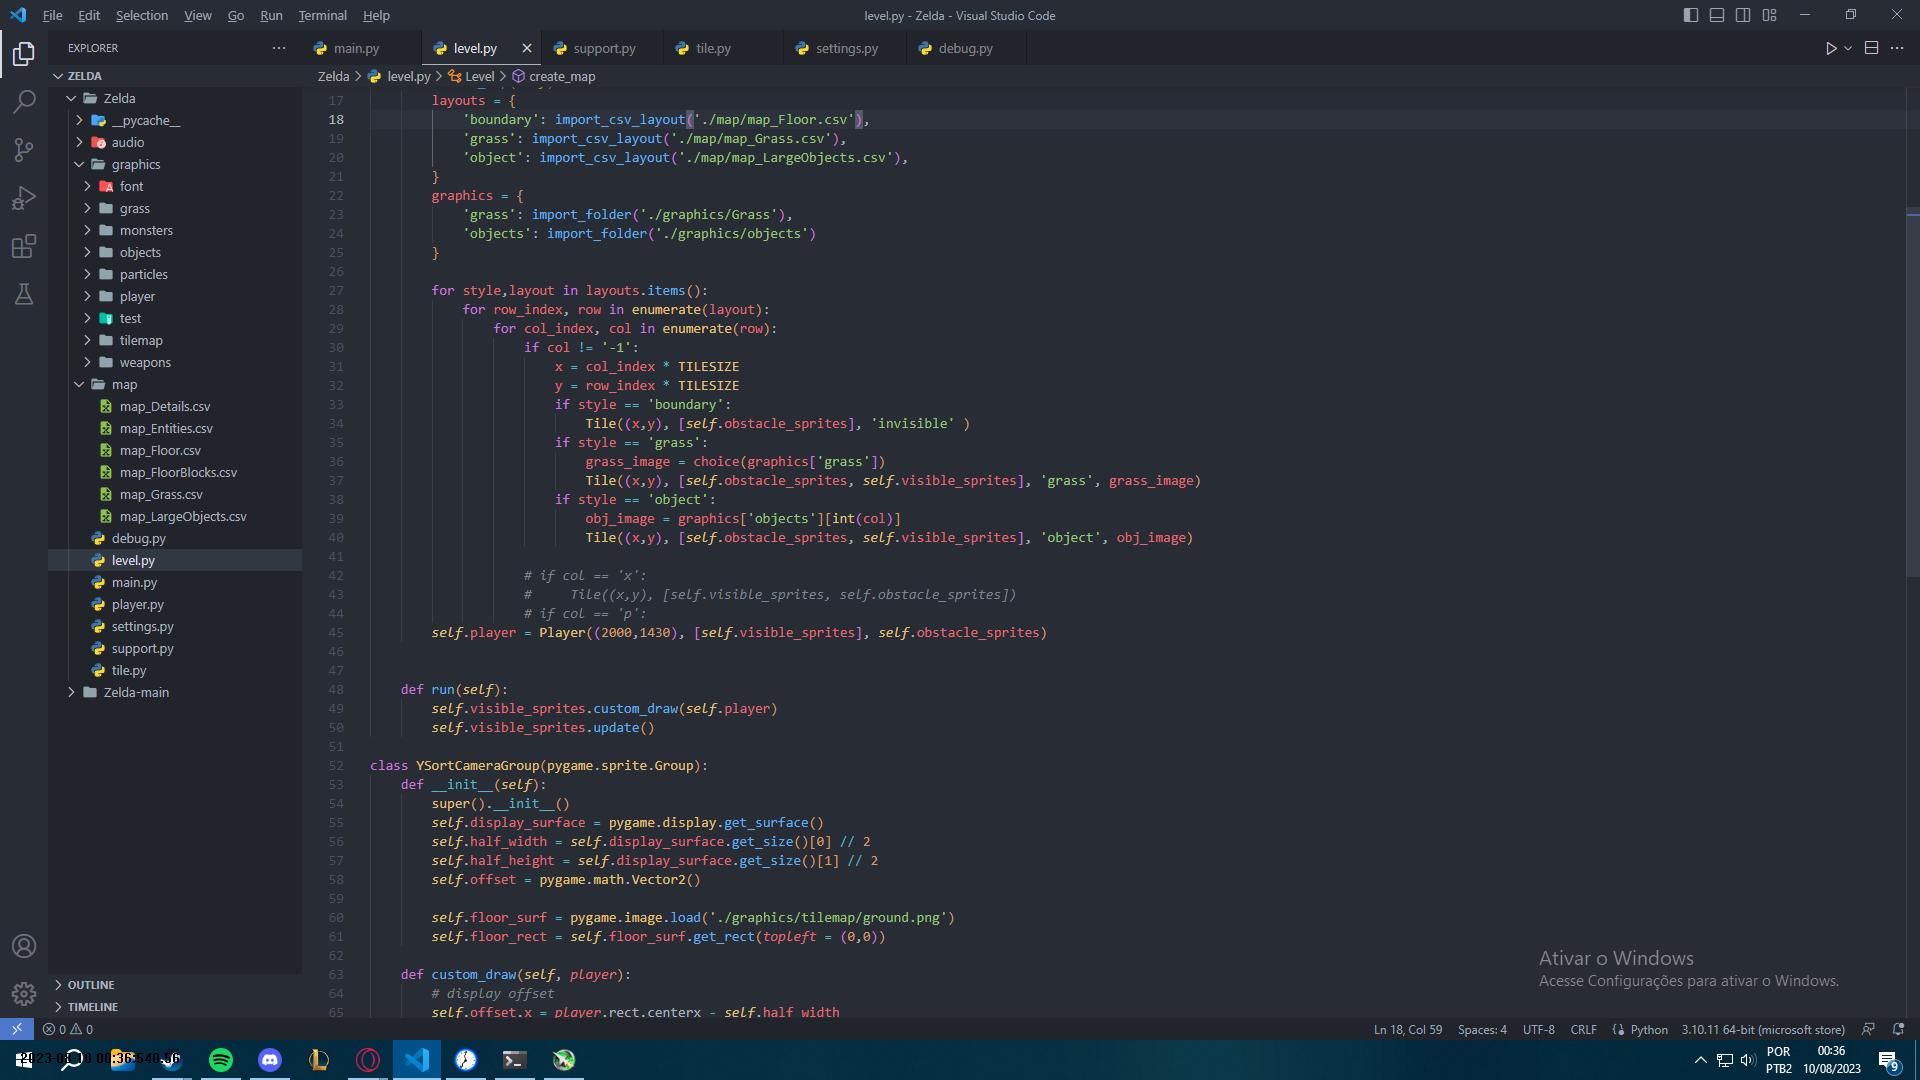 File Edit Selection View Go Run Terminal Help
level.py - Zelda - Visual Studio Code
EXPLORER
main.py
level.py
support.py
tile.py
settings.py
debug.py
ZELDA
Zelda > level.py > Level > create_map
Zelda
__pycache__
audio
graphics
font
grass
monsters
objects
particles
player
test
tilemap
weapons
map
map_Details.csv
map_Entities.csv
map_Floor.csv
map_FloorBlocks.csv
map_Grass.csv
map_LargeObjects.csv
debug.py
level.py
main.py
player.py
settings.py
support.py
tile.py
Zelda-main
OUTLINE
TIMELINE
17 layouts = {
18 'boundary': import_csv_layout('./map/map_Floor.csv'),
19 'grass': import_csv_layout('./map/map_Grass.csv'),
20 'object': import_csv_layout('./map/map_LargeObjects.csv'),
21 }
22 graphics = {
23 'grass': import_folder('./graphics/Grass'),
24 'objects': import_folder('./graphics/objects')
25 }
26
27 for style,layout in layouts.items():
28 for row_index, row in enumerate(layout):
29 for col_index, col in enumerate(row):
30 if col != '-1':
31 x = col_index * TILESIZE
32 y = row_index * TILESIZE
33 if style == 'boundary':
34 Tile((x,y), [self.obstacle_sprites], 'invisible' )
35 if style == 'grass':
36 grass_image = choice(graphics['grass'])
37 Tile((x,y), [self.obstacle_sprites, self.visible_sprites], 'grass', grass_image)
38 if style == 'object':
39 obj_image = graphics['objects'][int(col)]
40 Tile((x,y), [self.obstacle_sprites, self.visible_sprites], 'object', obj_image)
41
42 # if col == 'x':
43 #     Tile((x,y), [self.visible_sprites, self.obstacle_sprites])
44 # if col == 'p':
45 self.player = Player((2000,1430), [self.visible_sprites], self.obstacle_sprites)
46
47
48 def run(self):
49 self.visible_sprites.custom_draw(self.player)
50 self.visible_sprites.update()
51
52 class YSortCameraGroup(pygame.sprite.Group):
53 def __init__(self):
54 super().__init__()
55 self.display_surface = pygame.display.get_surface()
56 self.half_width = self.display_surface.get_size()[0] // 2
57 self.half_height = self.display_surface.get_size()[1] // 2
58 self.offset = pygame.math.Vector2()
59
60 self.floor_surf = pygame.image.load('./graphics/tilemap/ground.png')
61 self.floor_rect = self.floor_surf.get_rect(topleft = (0,0))
62
63 def custom_draw(self, player):
64 # display offset
65 self.offset.x = player.rect.centerx - self.half_width
Ativar o Windows
Acesse Configurações para ativar o Windows.
0 0
Ln 18, Col 59 Spaces: 4 UTF-8 CRLF Python 3.10.11 64-bit (microsoft store)
POR
PTB2
00:36
10/08/2023
9